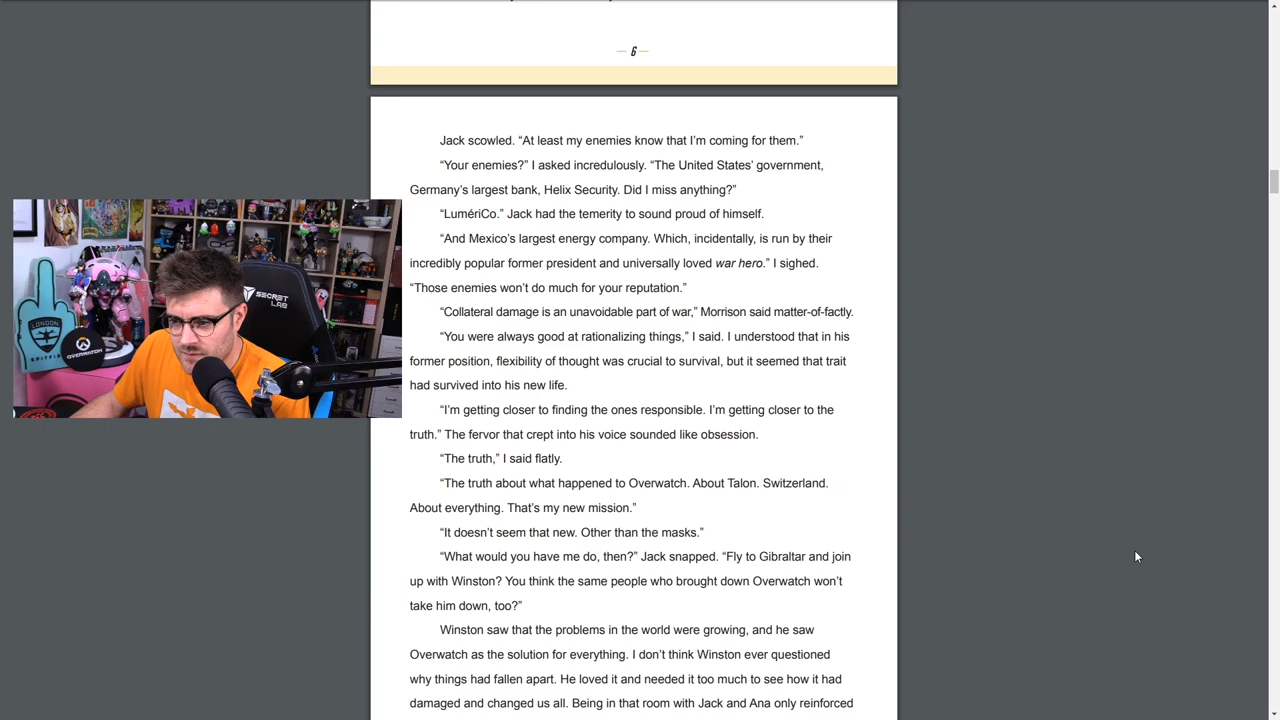 6
Jack scowled. “At least my enemies know that I’m coming for them.”
“Your enemies?” I asked incredulously. “The United States’ government,
Germany’s largest bank, Helix Security. Did I miss anything?”
“LumériCo.” Jack had the temerity to sound proud of himself.
“And Mexico’s largest energy company. Which, incidentally, is run by their
incredibly popular former president and universally loved war hero.” I sighed.
“Those enemies won’t do much for your reputation.”
“Collateral damage is an unavoidable part of war,” Morrison said matter-of-factly.
“You were always good at rationalizing things,” I said. I understood that in his
former position, flexibility of thought was crucial to survival, but it seemed that trait
had survived into his new life.
“I’m getting closer to finding the ones responsible. I’m getting closer to the
truth.” The fervor that crept into his voice sounded like obsession.
“The truth,” I said flatly.
“The truth about what happened to Overwatch. About Talon. Switzerland.
About everything. That’s my new mission.”
“It doesn’t seem that new. Other than the masks.”
“What would you have me do, then?” Jack snapped. “Fly to Gibraltar and join
up with Winston? You think the same people who brought down Overwatch won’t
take him down, too?”
Winston saw that the problems in the world were growing, and he saw
Overwatch as the solution for everything. I don’t think Winston ever questioned
why things had fallen apart. He loved it and needed it too much to see how it had
damaged and changed us all. Being in that room with Jack and Ana only reinforced
SECRET
LAB
LONDON
SPITFIRE
OVERWATCH